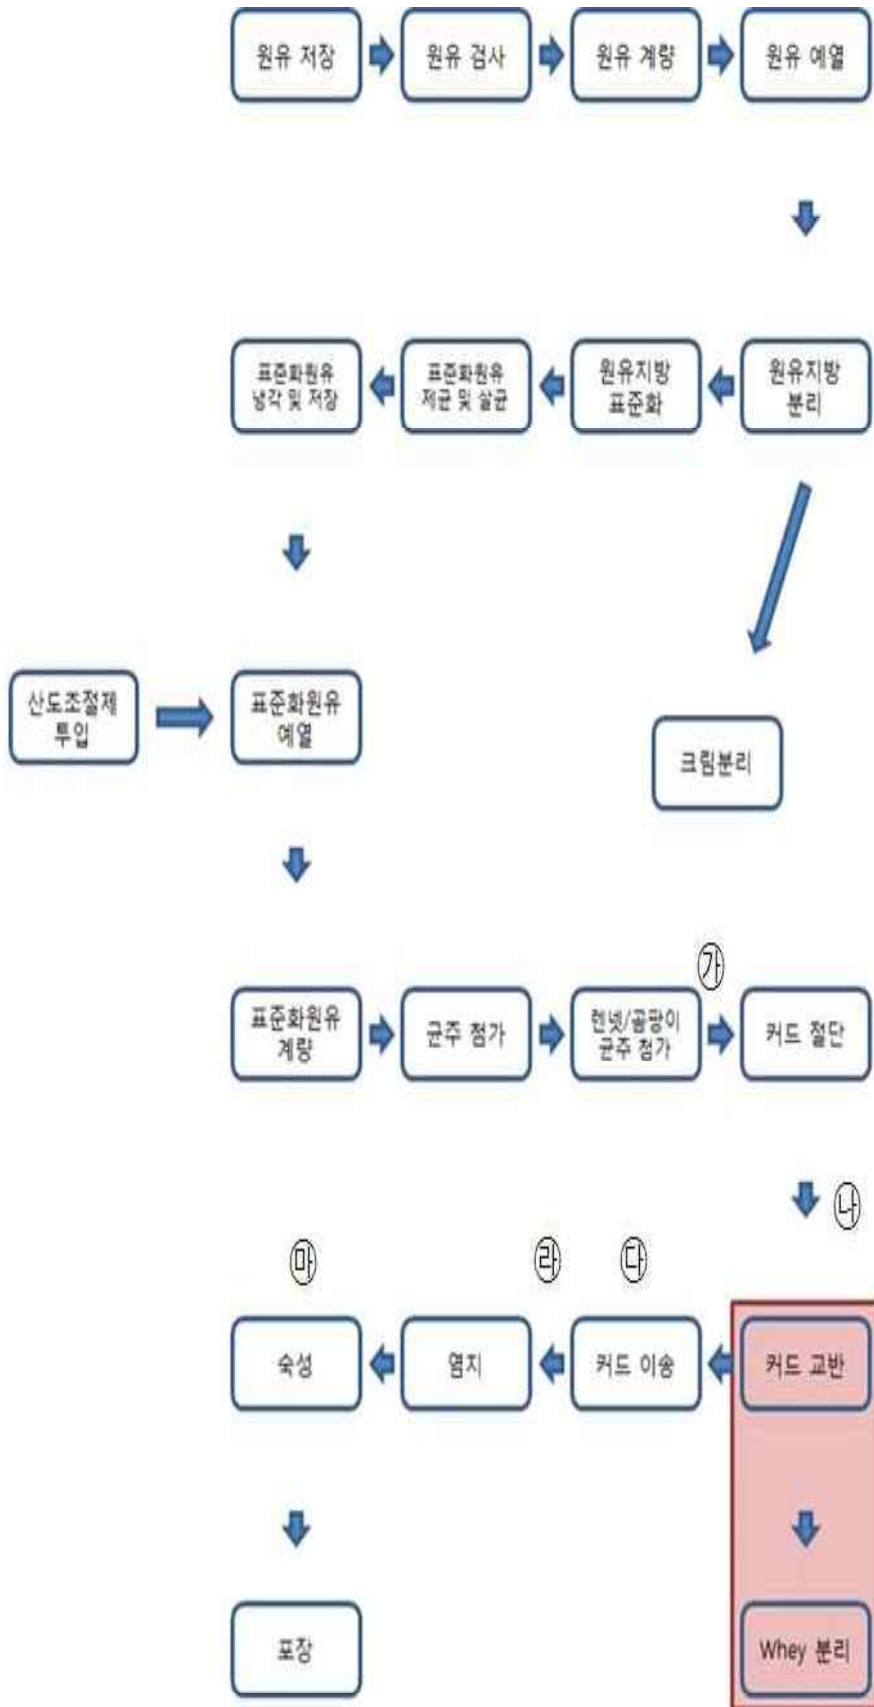 원유 저장
원유 검사
원유 계량
원유 예열
표준화원유
냉각 및 저장
표준화원유
제균 및 살균
원유지방
표준화
원유지방
분리
산도조절제
투입
표준화원유
예열
크림분리
㉮
표준화원유
계량
균주 첨가
렌넷/곰팡이
균주 첨가
커드 절단
㉯
㉲
㉱
㉰
숙성
염지
커드 이송
커드 교반
포장
Whey 분리